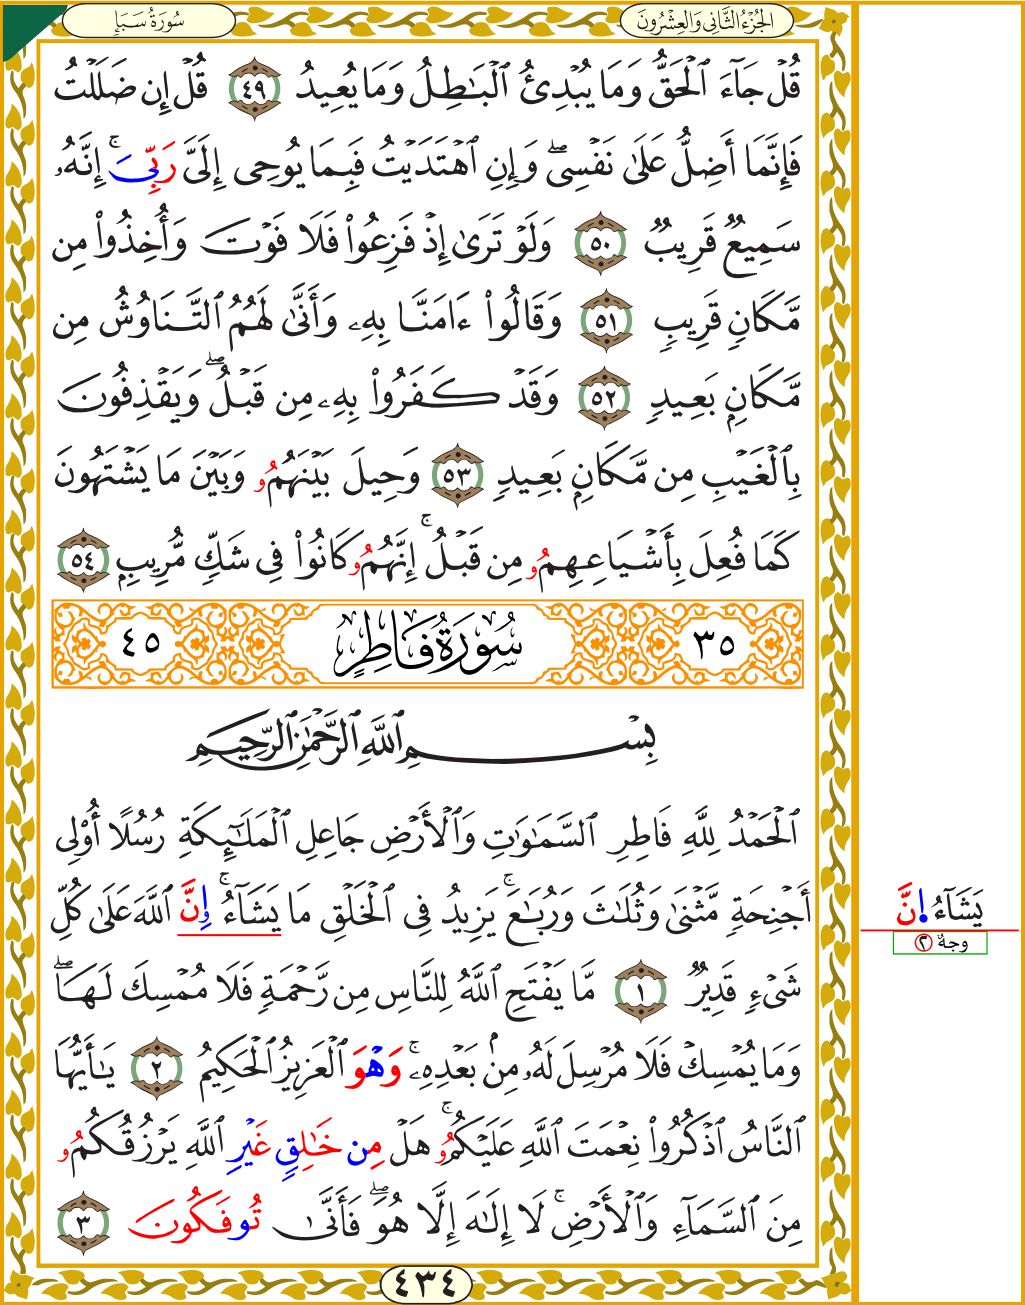 الجُزْءُ الثَّانِي وَالعِشْرُونَ
سُورَةُ سَبَإٍ
قُلۡ جَآءَ ٱلۡحَقُّ وَمَا يُبۡدِئُ ٱلۡبَٰطِلُ وَمَا يُعِيدُ ٤٩ قُلۡ إِن ضَلَلۡتُ
فَإِنَّمَآ أَضِلُّ عَلَىٰ نَفۡسِيۖ وَإِنِ ٱهۡتَدَيۡتُ فَبِمَا يُوحِي إِلَيَّ رَبِّيَۚ إِنَّهُۥ
سَمِيعٞ قَرِيبٞ ٥٠ وَلَوۡ تَرَىٰٓ إِذۡ فَزِعُواْ فَلَا فَوۡتَ وَأُخِذُواْ مِن
مَّكَانٖ قَرِيبٖ ٥١ وَقَالُوٓاْ ءَامَنَّا بِهِۦ وَأَنَّىٰ لَهُمُ ٱلتَّنَاوُشُ مِن
مَّكَانِۭ بَعِيدٖ ٥٢ وَقَدۡ كَفَرُواْ بِهِۦ مِن قَبۡلُۖ وَيَقۡذِفُونَ
بِٱلۡغَيۡبِ مِن مَّكَانِۭ بَعِيدٖ ٥٣ وَحِيلَ بَيۡنَهُمُۥ وَبَيۡنَ مَا يَشۡتَهُونَ
كَمَا فُعِلَ بِأَشۡيَاعِهِمُۥ مِن قَبۡلُۚ إِنَّهُمُۥ كَانُواْ فِي شَكّٖ مُّرِيبِۭ ٥٤
٣٥ سُورَةُ فَاطِرٍ ٤٥
بِسۡمِ ٱللَّهِ ٱلرَّحۡمَٰنِ ٱلرَّحِيمِ
ٱلۡحَمۡدُ لِلَّهِ فَاطِرِ ٱلسَّمَٰوَٰتِ وَٱلۡأَرۡضِ جَاعِلِ ٱلۡمَلَٰٓئِكَةِ رُسُلًا أُوْلِيٓ
أَجۡنِحَةٖ مَّثۡنَىٰ وَثُلَٰثَ وَرُبَٰعَۚ يَزِيدُ فِي ٱلۡخَلۡقِ مَا يَشَآءُۚ إِنَّ ٱللَّهَ عَلَىٰ كُلِّ
يَشَآءُ اِنَّ
وجهٌ ٢
شَيۡءٖ قَدِيرٞ ١ مَّا يَفۡتَحِ ٱللَّهُ لِلنَّاسِ مِن رَّحۡمَةٖ فَلَا مُمۡسِكَ لَهَاۖ
وَمَا يُمۡسِكۡ فَلَا مُرۡسِلَ لَهُۥ مِنۢ بَعۡدِهِۦۚ وَهۡوَ ٱلۡعَزِيزُ ٱلۡحَكِيمُ ٢ يَٰٓأَيُّهَا
ٱلنَّاسُ ٱذۡكُرُواْ نِعۡمَتَ ٱللَّهِ عَلَيۡكُمُۥۚ هَلۡ مِن خَٰلِقٍ غَيۡرِ ٱللَّهِ يَرۡزُقُكُمُۥ
مِنَ ٱلسَّمَآءِ وَٱلۡأَرۡضِۚ لَآ إِلَٰهَ إِلَّا هُوَۖ فَأَنَّىٰ تُوفَكُونَ ٣
٤٣٤